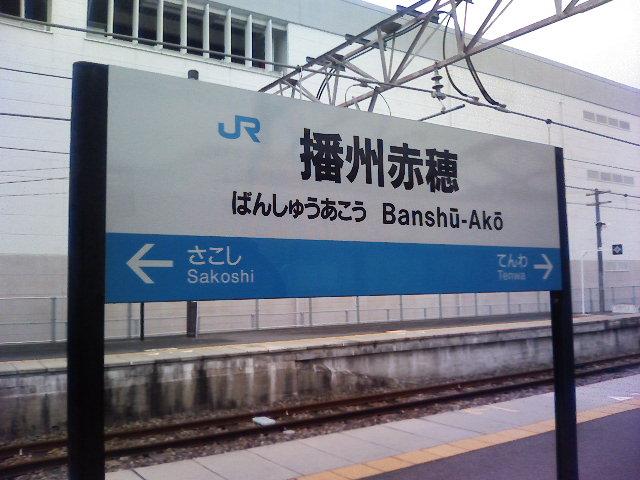 JR
播州赤穂
ばんしゅうあこう Banshū-Akō
← さこし
Sakoshi
てんわ →
Tenwa